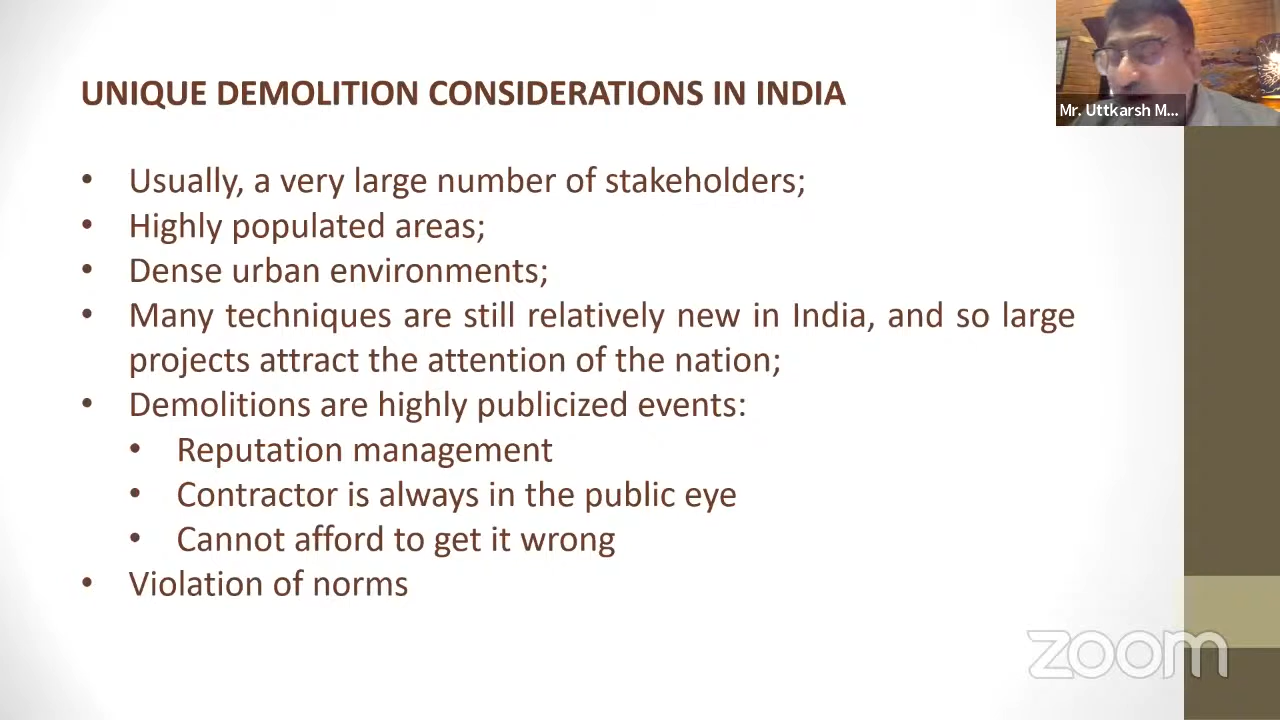 UNIQUE DEMOLITION CONSIDERATIONS IN INDIA
Mr. Uttkarsh M...
• Usually, a very large number of stakeholders;
• Highly populated areas;
• Dense urban environments;
• Many techniques are still relatively new in India, and so large
projects attract the attention of the nation;
• Demolitions are highly publicized events:
• Reputation management
• Contractor is always in the public eye
• Cannot afford to get it wrong
• Violation of norms
zoom